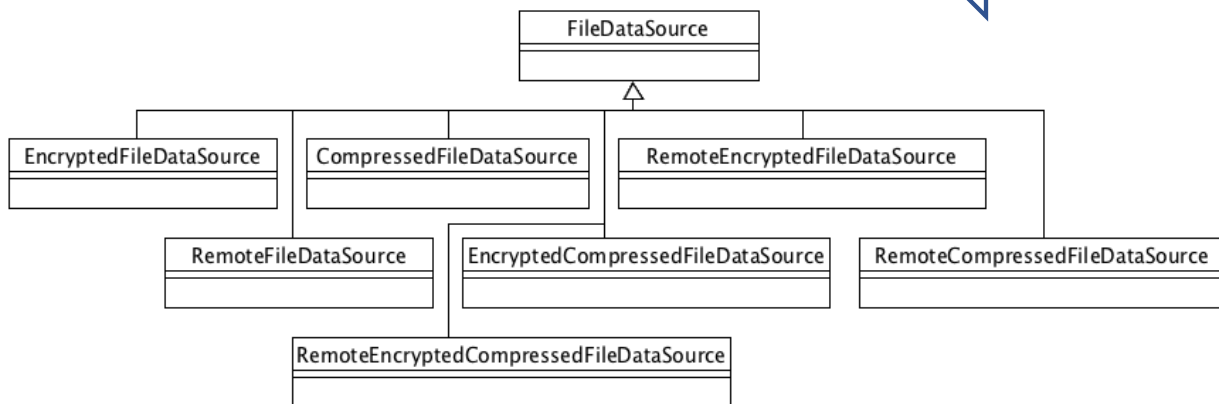 FileDataSource
EncryptedFileDataSource
CompressedFileDataSource
RemoteEncryptedFileDataSource
RemoteFileDataSource
EncryptedCompressedFileDataSource
RemoteCompressedFileDataSource
RemoteEncryptedCompressedFileDataSource